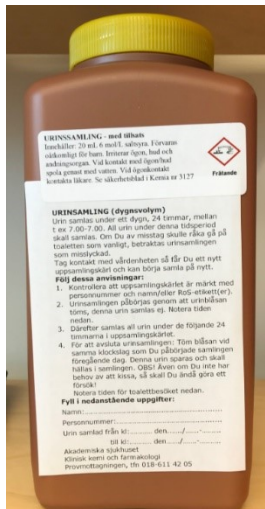 URINSSAMLING - med tillsats
Innehåller: 20 mL 6 mol/L saltsyra. Förvaras
oåtkomligt för barn. Irriterar ögon, hud och
andningsorgan. Vid kontakt med ögon/hud
spola genast med vatten. Vid ögonkontakt
kontakta läkare. Se säkerhetsblad i Kemia nr 3127
Frätande
URINSAMLING (dygnsvolym)
Urin samlas under ett dygn, 24 timmar, mellan
t ex 7.00-7.00. All urin under denna tidsperiod
skall samlas. Om Du av misstag skulle råka gå på
toaletten som vanligt, betraktas urinsamlingen
som misslyckad.
Tag kontakt med vårdenheten så får Du ett nytt
uppsamlingskärl och kan börja samla på nytt.
Följ dessa anvisningar:
1. Kontrollera att uppsamlingskärlet är märkt med
personnummer och namn/eller RoS-etikett(er).
2. Urinsamlingen påbörjas genom att urinblåsan
töms, denna urin samlas ej. Notera tiden
nedan.
3. Därefter samlas all urin under de följande 24
timmarna i uppsamlingskärlet.
4. För att avsluta urinsamlingen: Töm blåsan vid
samma klockslag som Du påbörjade samlingen
föregående dag. Denna urin sparas och skall
hällas i samlingen. OBS! Även om Du inte har
behov av att kissa, så skall Du ändå göra ett
försök!
Notera tiden för toalettbesöket nedan.
Fyll i nedanstående uppgifter:
Namn:
Personnummer:
Urin samlad från kl: den / -
till kl: den / -
Akademiska sjukhuset
Klinisk kemi och farmakologi
Provmottagningen, tfn 018-611 42 05